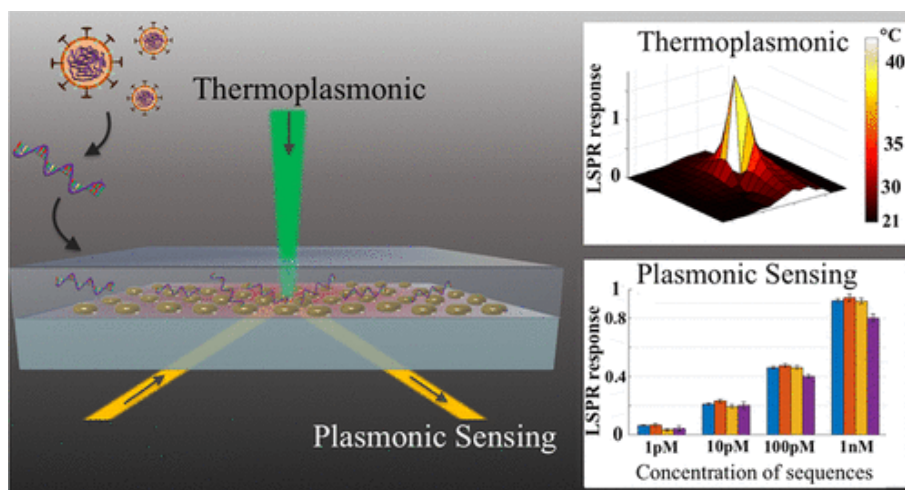 Thermoplasmonic
Plasmonic Sensing
Thermoplasmonic
°C
40
30
21
LSPR response
1
0
Plasmonic Sensing
LSPR response
1
0.8
0.4
0
1pM 10pM 100pM 1nM
Concentration of sequences